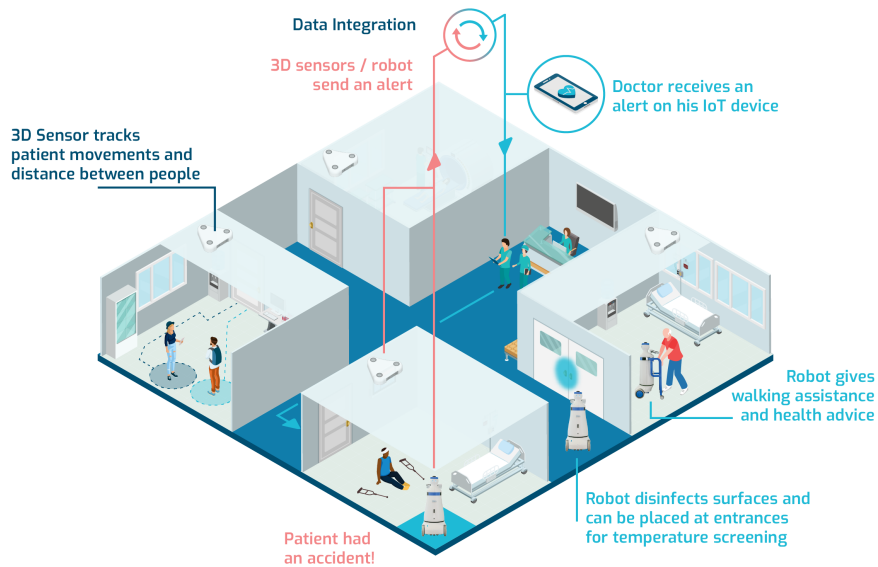 Data Integration
3D sensors / robot
send an alert
Doctor receives an
alert on his IoT device
3D Sensor tracks
patient movements and
distance between people
Robot gives
walking assistance
and health advice
Robot disinfects surfaces and
can be placed at entrances
for temperature screening
Patient had
an accident!